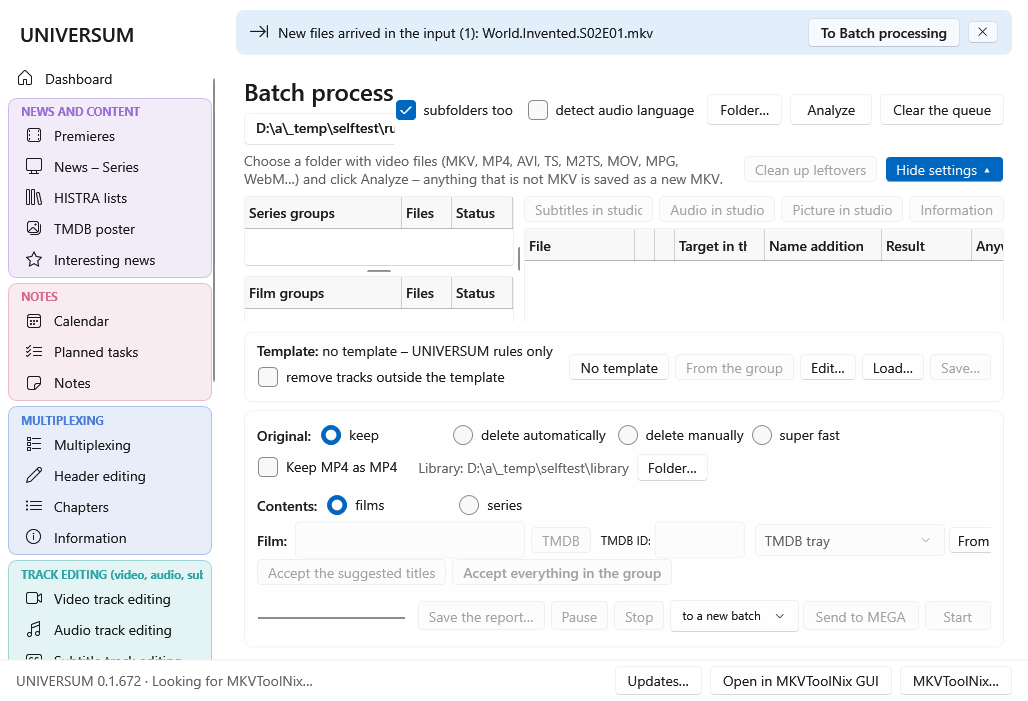 UNIVERSUM
New files arrived in the input (1): World.Invented.S02E01.mkv
To Batch processing
Dashboard
NEWS AND CONTENT
Premieres
News – Series
HISTRA lists
TMDB poster
Interesting news
NOTES
Calendar
Planned tasks
Notes
MULTIPLEXING
Multiplexing
Header editing
Chapters
Information
TRACK EDITING (video, audio, sub
Video track editing
Audio track editing
Subtitle track editing
Batch process
D:\a\_temp\selftest\ru
subfolders too
detect audio language
Folder...
Analyze
Clear the queue
Choose a folder with video files (MKV, MP4, AVI, TS, M2TS, MOV, MPG,
WebM...) and click Analyze – anything that is not MKV is saved as a new MKV.
Clean up leftovers
Hide settings
Series groups Files Status
Film groups Files Status
Subtitles in studio
Audio in studio
Picture in studio
Information
File Target in th Name addition Result Anyw
Template: no template – UNIVERSUM rules only
remove tracks outside the template
No template
From the group
Edit...
Load...
Save...
Original: keep delete automatically delete manually super fast
Keep MP4 as MP4 Library: D:\a\_temp\selftest\library Folder...
Contents: films series
Film: TMDB TMDB ID: TMDB tray From
Accept the suggested titles Accept everything in the group
Save the report... Pause Stop to a new batch Send to MEGA Start
UNIVERSUM 0.1.672 · Looking for MKVToolNix...
Updates...
Open in MKVToolNix GUI
MKVToolNix...